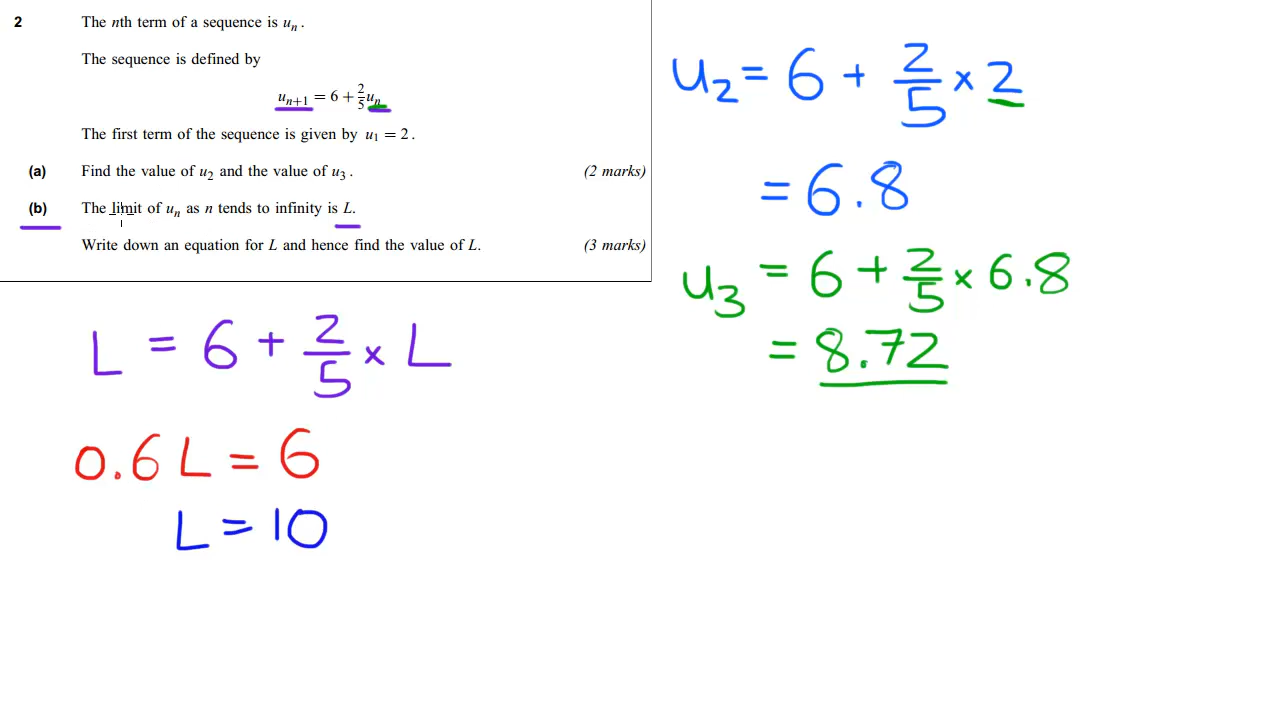 2 The nth term of a sequence is uₙ.
The sequence is defined by
uₙ₊₁ = 6 + 2/5 uₙ
The first term of the sequence is given by u₁ = 2.
(a) Find the value of u₂ and the value of u₃. (2 marks)
(b) The limit of uₙ as n tends to infinity is L.
Write down an equation for L and hence find the value of L. (3 marks)
L = 6 + 2/5 × L
0.6 L = 6
L = 10
u₂ = 6 + 2/5 × 2
= 6.8
u₃ = 6 + 2/5 × 6.8
= 8.72